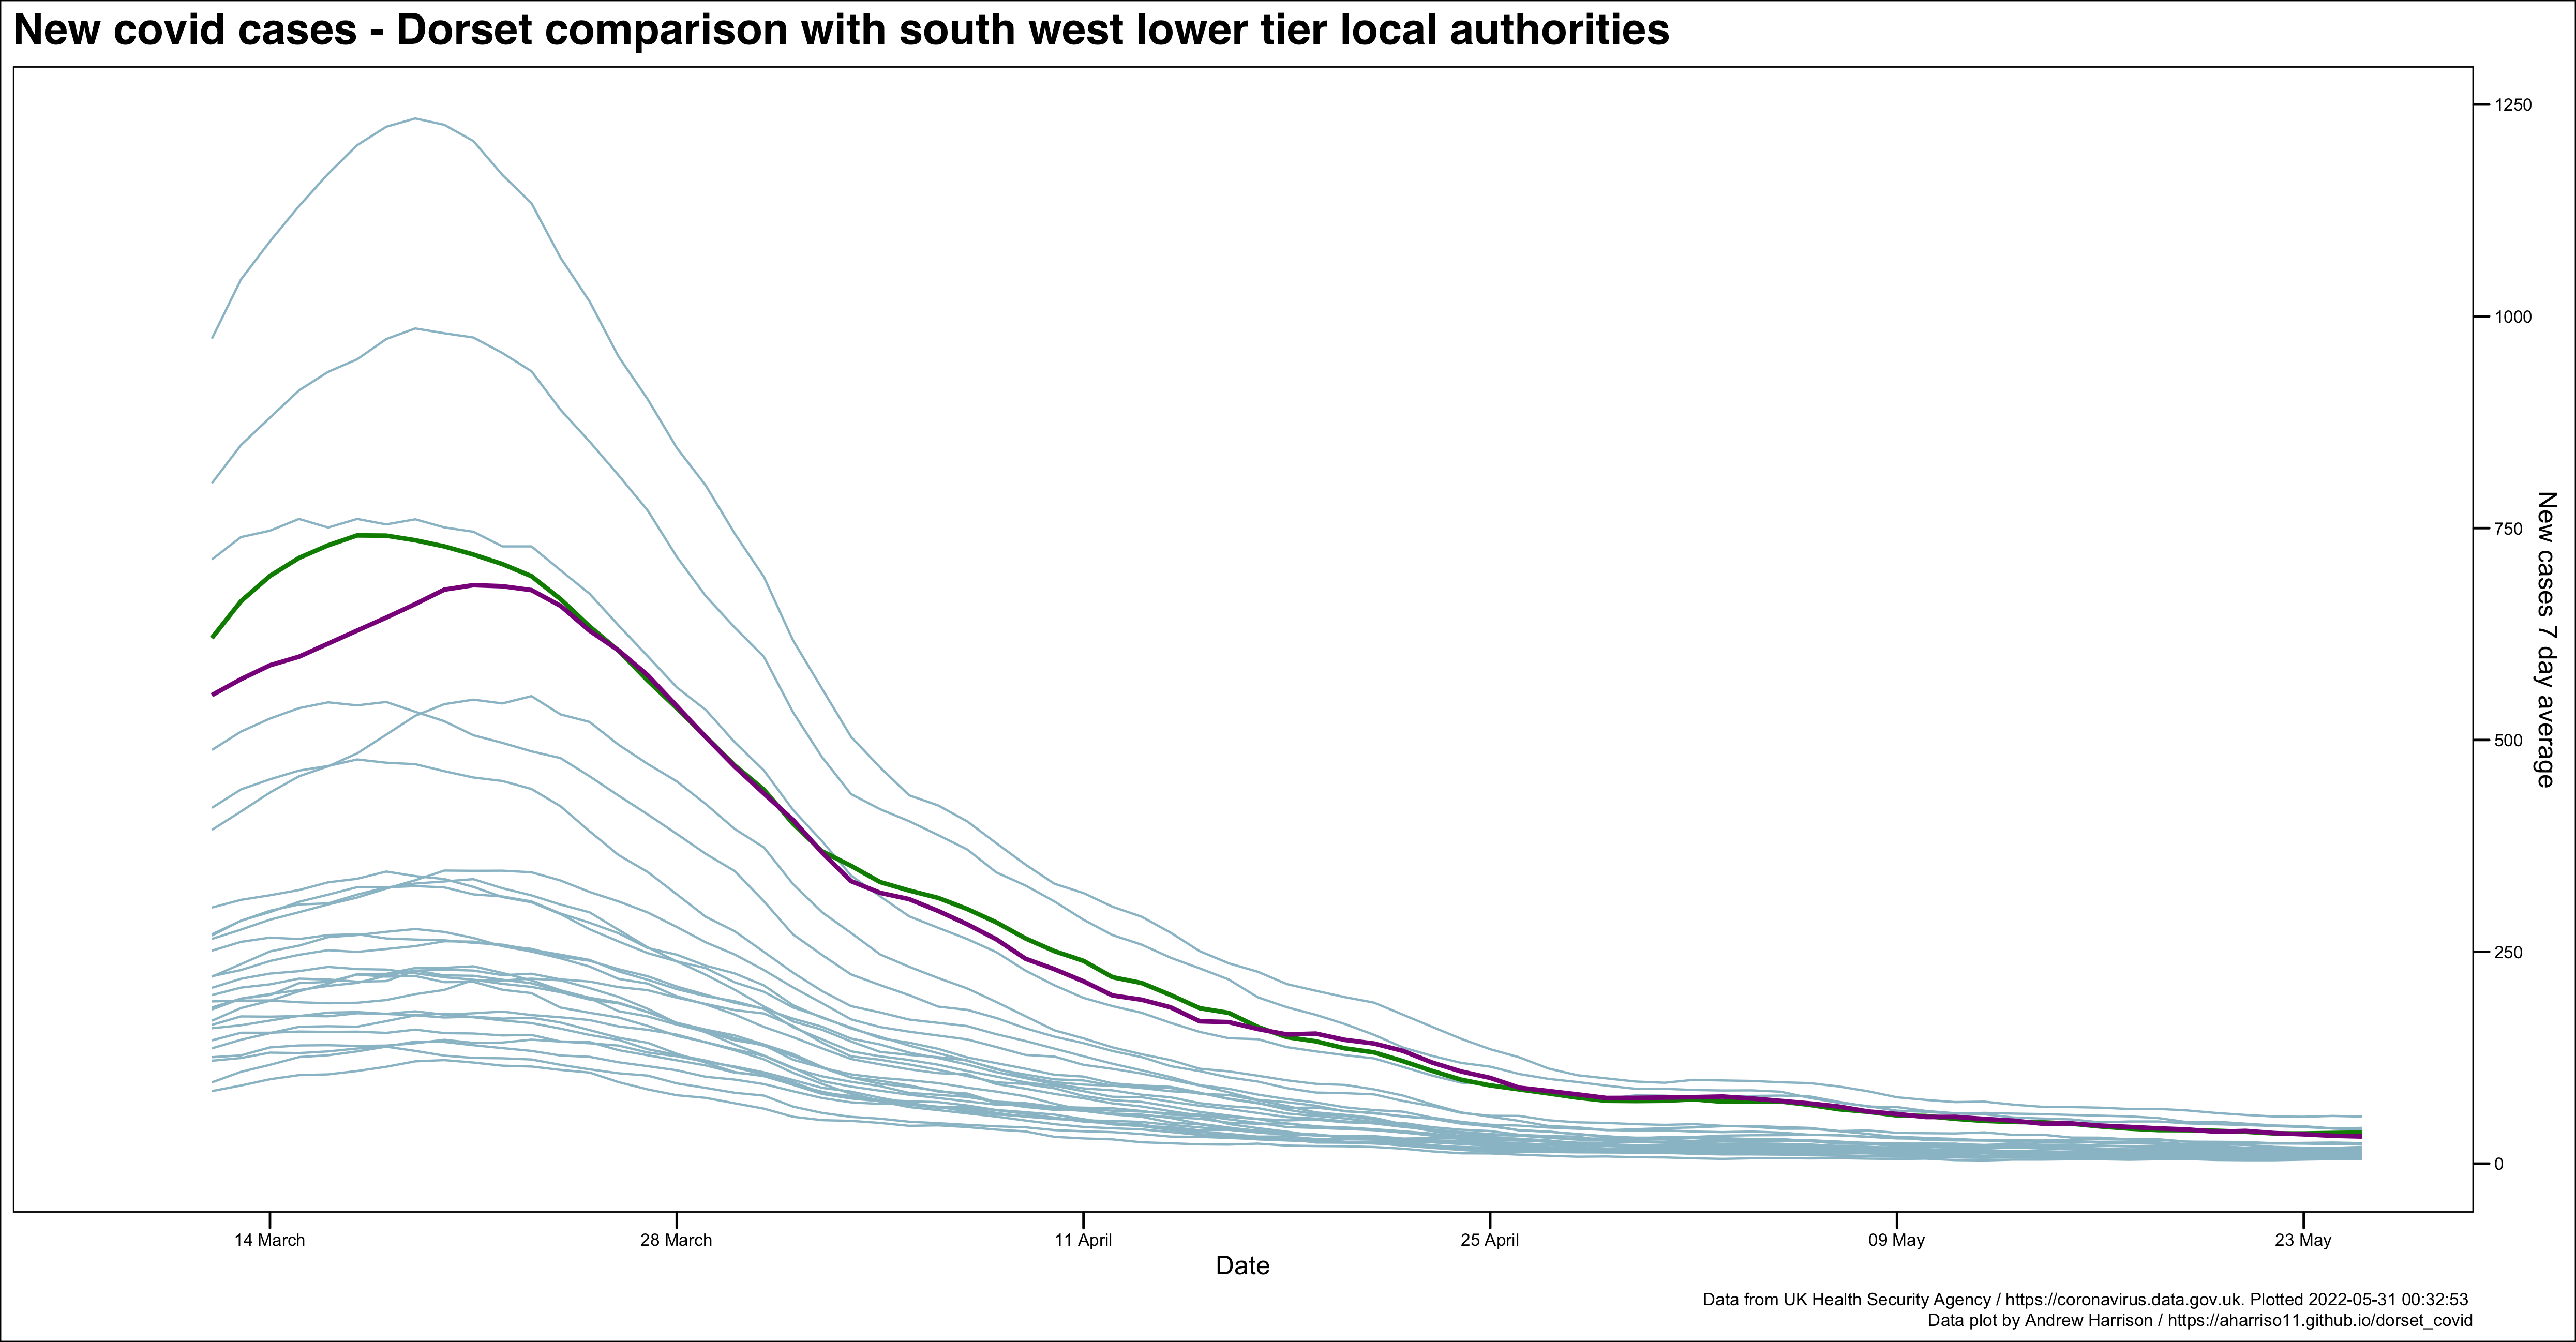 New covid cases - Dorset comparison with south west lower tier local authorities
1250
1000
750
500
250
0
New cases 7 day average
14 March
28 March
11 April
25 April
09 May
23 May
Date
Data from UK Health Security Agency / https://coronavirus.data.gov.uk. Plotted 2022-05-31 00:32:53
Data plot by Andrew Harrison / https://aharriso11.github.io/dorset_covid